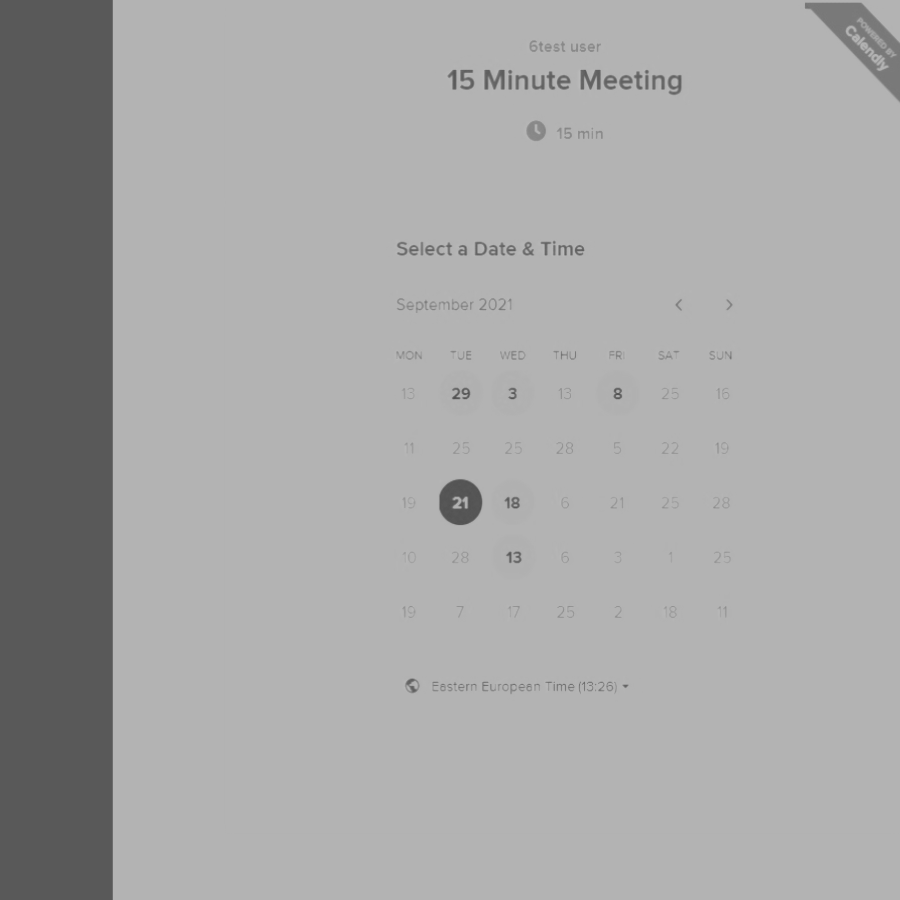 POWERED BY
Calendly
6test user
15 Minute Meeting
15 min
Select a Date & Time
September 2021
MON TUE WED THU FRI SAT SUN
13 29 3 13 8 25 16
11 25 25 28 5 22 19
19 21 18 6 21 25 28
10 28 13 6 3 1 25
19 7 17 25 2 18 11
Eastern European Time (13:26)